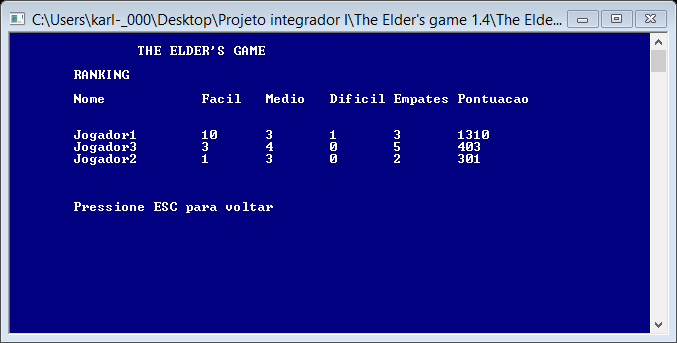 C:\Users\karl-_000\Desktop\Projeto integrador I\The Elder's game 1.4\The Elde...
THE ELDER'S GAME
RANKING
Nome Facil Medio Dificil Empates Pontuacao
Jogador1 10 3 1 3 1310
Jogador3 3 4 0 5 403
Jogador2 1 3 0 2 301
Pressione ESC para voltar